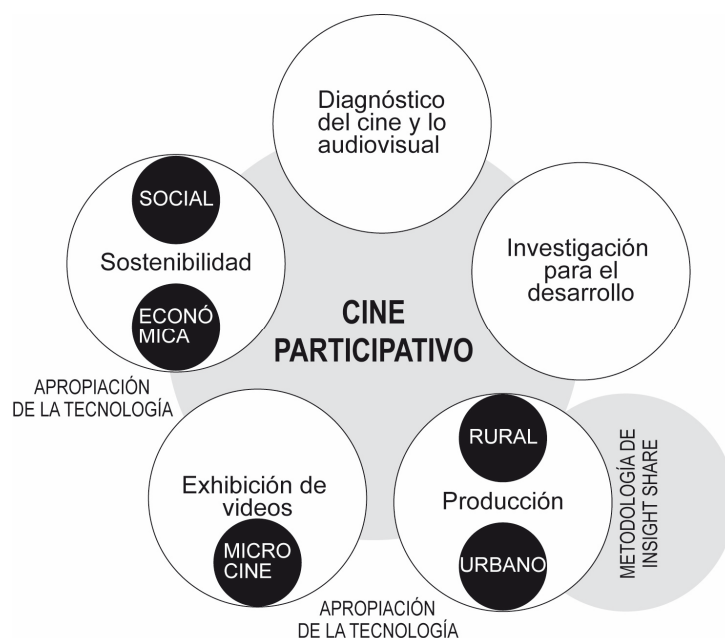 Diagnóstico
del cine y lo
audiovisual
SOCIAL
Sostenibilidad
ECONÓ
MICA
Investigación
para el
desarrollo
CINE
PARTICIPATIVO
APROPIACIÓN
DE LA TECNOLOGÍA
Exhibición de
videos
MICRO
CINE
RURAL
Producción
URBANO
METODOLOGÍA DE
INSIGHT SHARE
APROPIACIÓN
DE LA TECNOLOGÍA